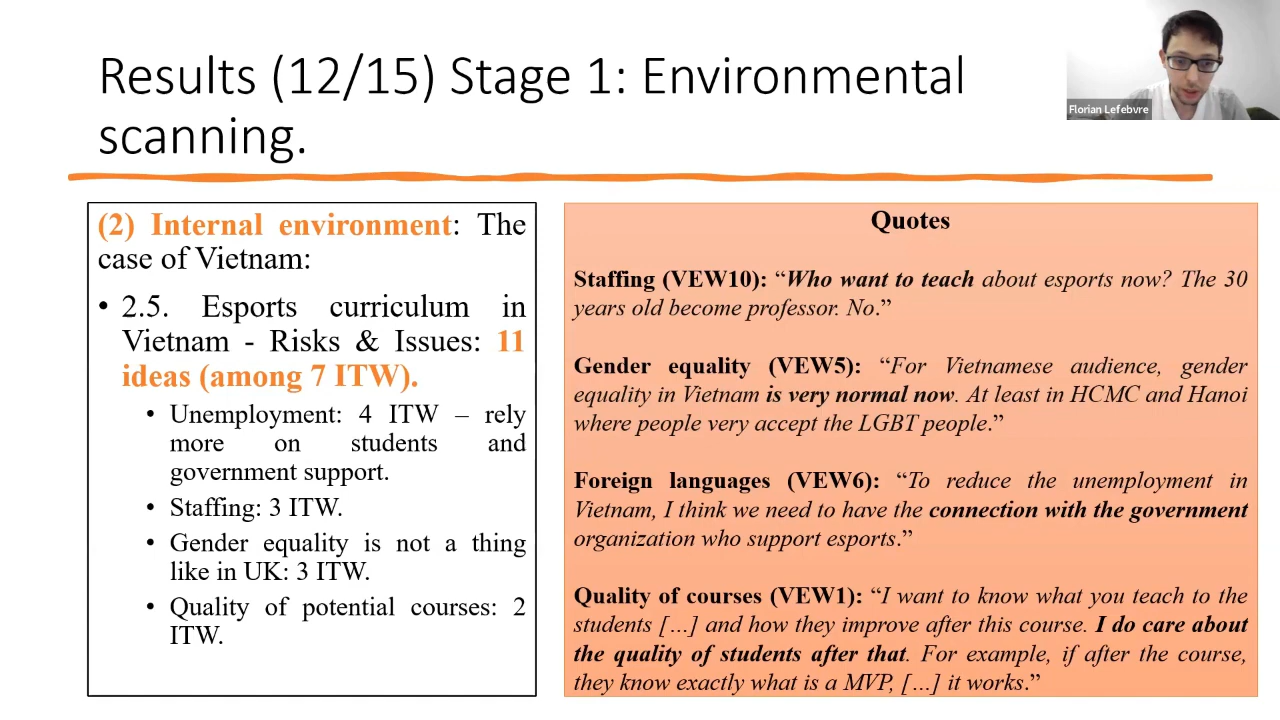 Results (12/15) Stage 1: Environmental
scanning.
Florian Lefebvre
(2) Internal environment: The
case of Vietnam:
• 2.5. Esports curriculum in
Vietnam - Risks & Issues: 11
ideas (among 7 ITW).
• Unemployment: 4 ITW – rely
more on students and
government support.
• Staffing: 3 ITW.
• Gender equality is not a thing
like in UK: 3 ITW.
• Quality of potential courses: 2
ITW.
Quotes
Staffing (VEW10): “Who want to teach about esports now? The 30
years old become professor. No.”
Gender equality (VEW5): “For Vietnamese audience, gender
equality in Vietnam is very normal now. At least in HCMC and Hanoi
where people very accept the LGBT people.”
Foreign languages (VEW6): “To reduce the unemployment in
Vietnam, I think we need to have the connection with the government
organization who support esports.”
Quality of courses (VEW1): “I want to know what you teach to the
students […] and how they improve after this course. I do care about
the quality of students after that. For example, if after the course,
they know exactly what is a MVP, […] it works.”